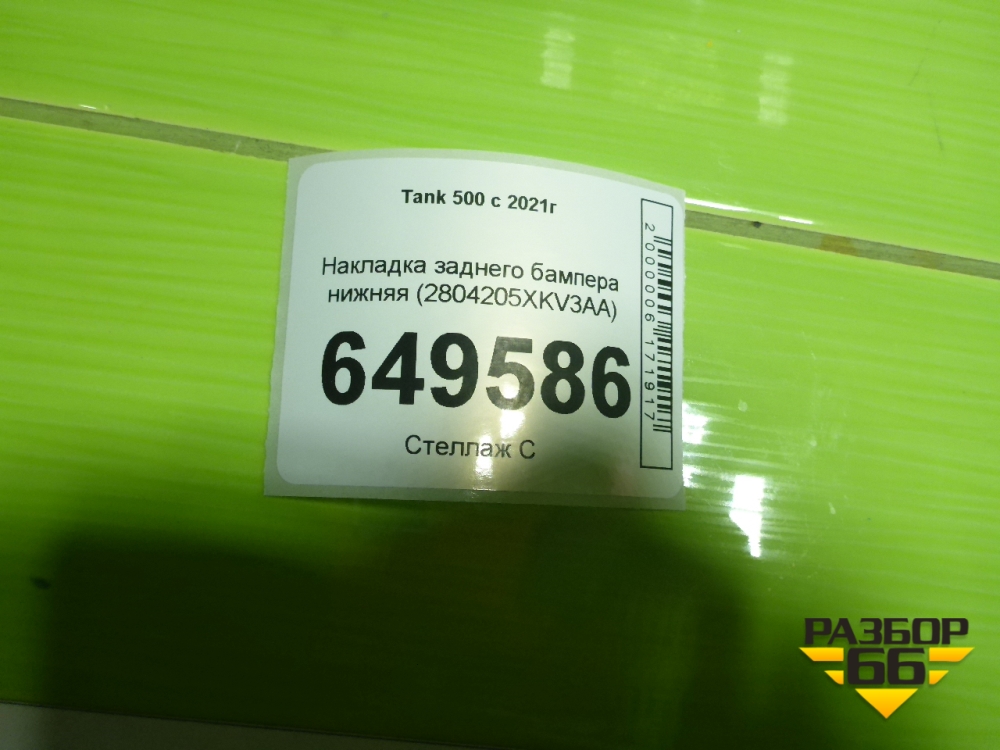 Tank 500 с 2021г
Накладка заднего бампера
нижняя (2804205XKV3AA)
649586
Стеллаж С
2000006171917
РАЗБОР
66